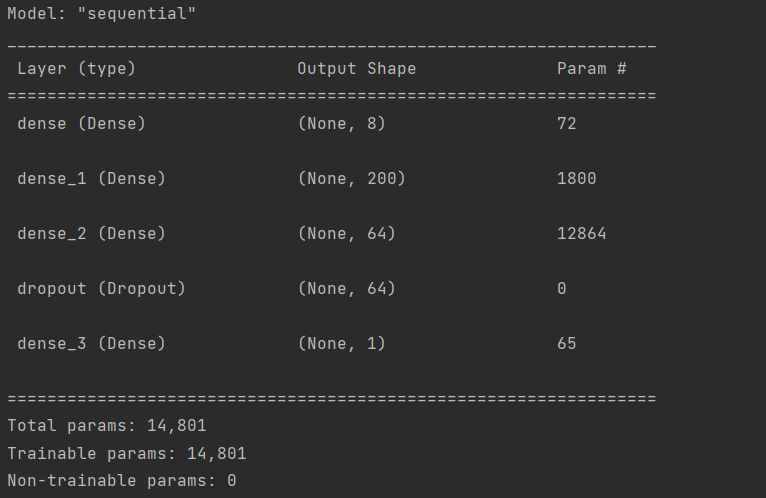 Model: "sequential"
_________________________________________________________________
Layer (type)                Output Shape              Param #
=================================================================
dense (Dense)               (None, 8)                 72
dense_1 (Dense)             (None, 200)               1800
dense_2 (Dense)             (None, 64)                12864
dropout (Dropout)           (None, 64)                0
dense_3 (Dense)             (None, 1)                 65
=================================================================
Total params: 14,801
Trainable params: 14,801
Non-trainable params: 0